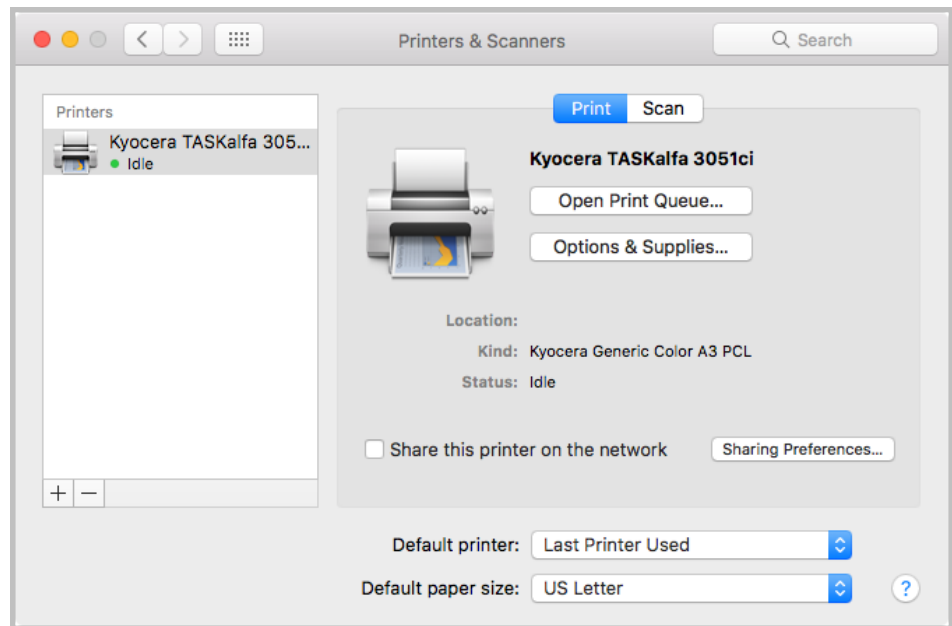 Printers & Scanners
Search
Printers
Kyocera TASKalfa 305...
Idle
Print Scan
Kyocera TASKalfa 3051ci
Open Print Queue...
Options & Supplies...
Location:
Kind: Kyocera Generic Color A3 PCL
Status: Idle
Share this printer on the network Sharing Preferences...
+ −
Default printer: Last Printer Used
Default paper size: US Letter ?